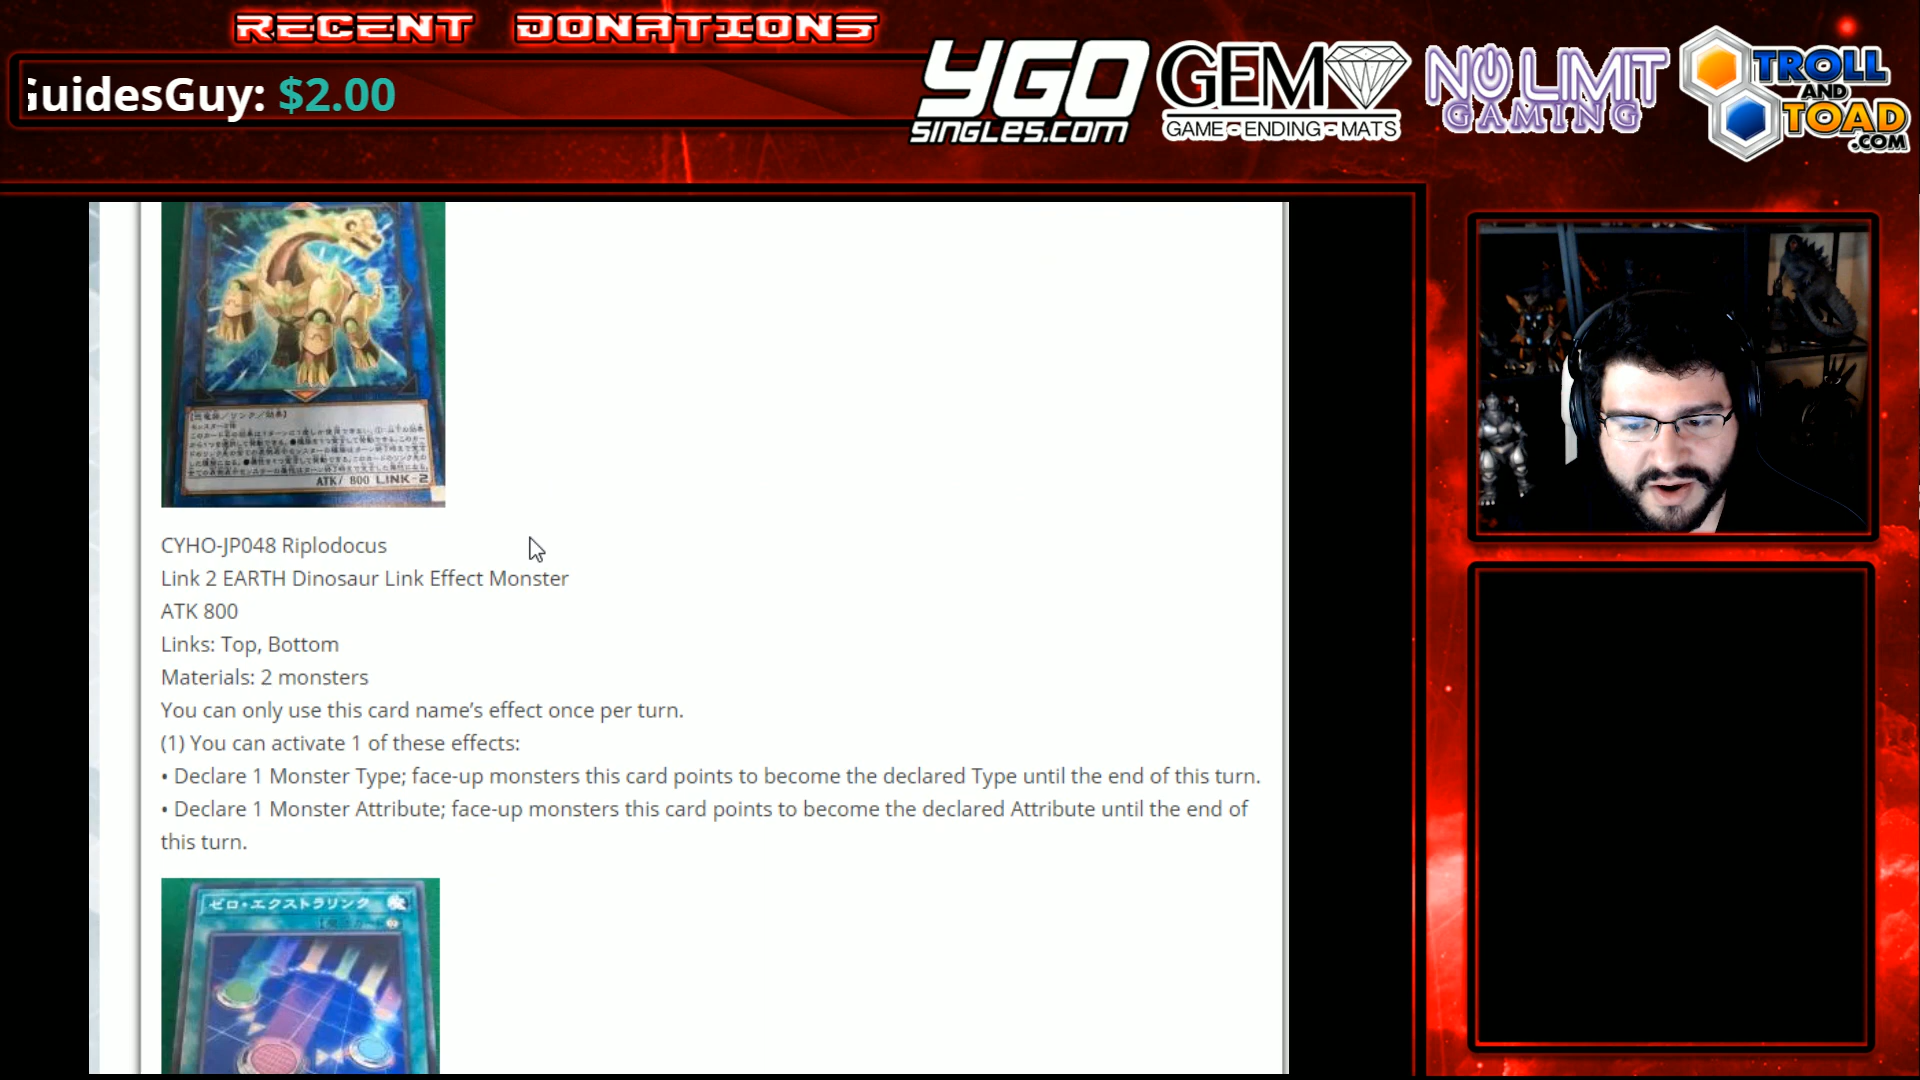 RECENT DONATIONS
GuidesGuy: $2.00
YGO
SINGLES.COM
GEM
GAME-ENDING-MATS
NO LIMIT
GAMING
TROLL
AND
TOAD
.COM
ATK/ 800 LINK-2
CYHO-JP048 Riplodocus
Link 2 EARTH Dinosaur Link Effect Monster
ATK 800
Links: Top, Bottom
Materials: 2 monsters
You can only use this card name’s effect once per turn.
(1) You can activate 1 of these effects:
• Declare 1 Monster Type; face-up monsters this card points to become the declared Type until the end of this turn.
• Declare 1 Monster Attribute; face-up monsters this card points to become the declared Attribute until the end of
this turn.
ゼロ・エクストラリンク